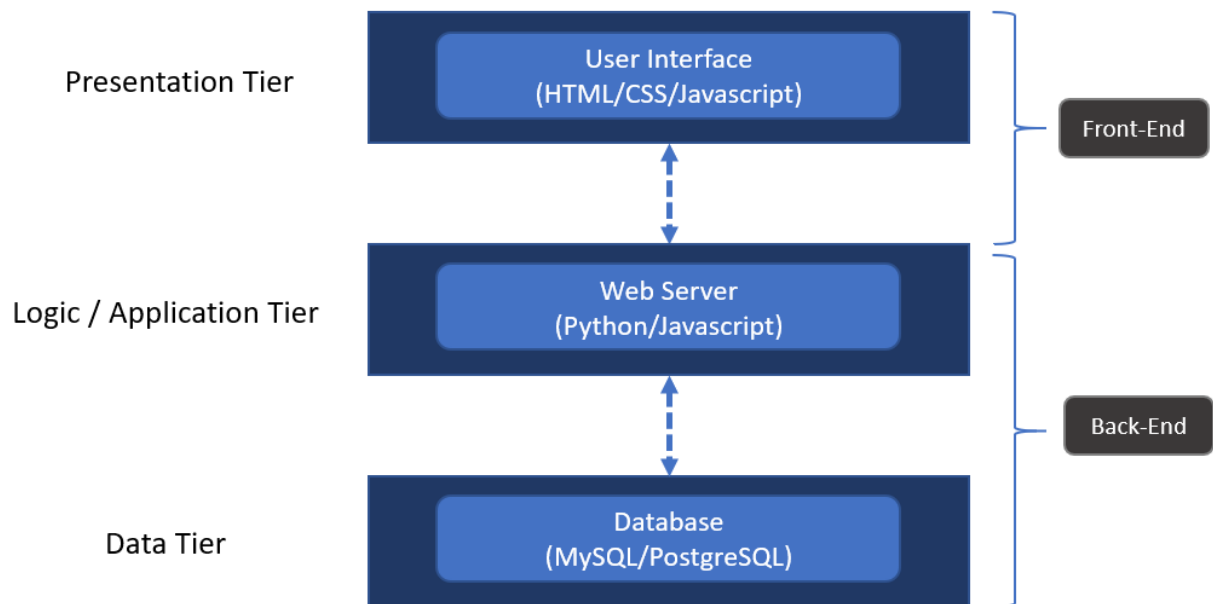 Presentation Tier
User Interface
(HTML/CSS/Javascript)
Front-End
Logic / Application Tier
Web Server
(Python/Javascript)
Back-End
Data Tier
Database
(MySQL/PostgreSQL)